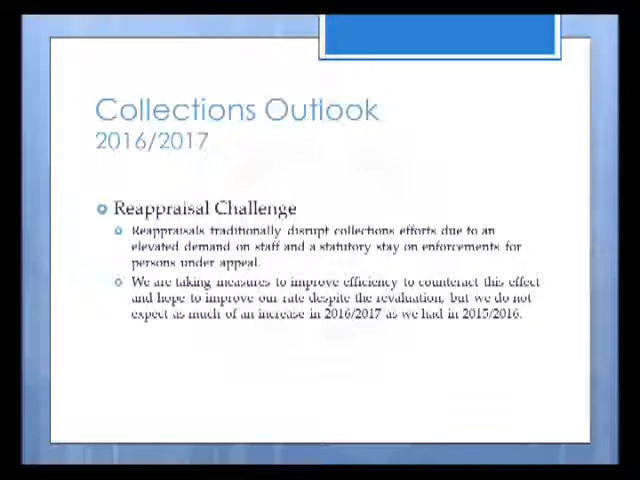 Collections Outlook
2016/2017
Reappraisal Challenge
Reappraisals traditionally disrupt collections efforts due to an
elevated demand on staff and a statutory stay on enforcements for
persons under appeal.
We are taking measures to improve efficiency to counteract this effect
and hope to improve our rate despite the revaluation, but we do not
expect as much of an increase in 2016/2017 as we had in 2015/2016.